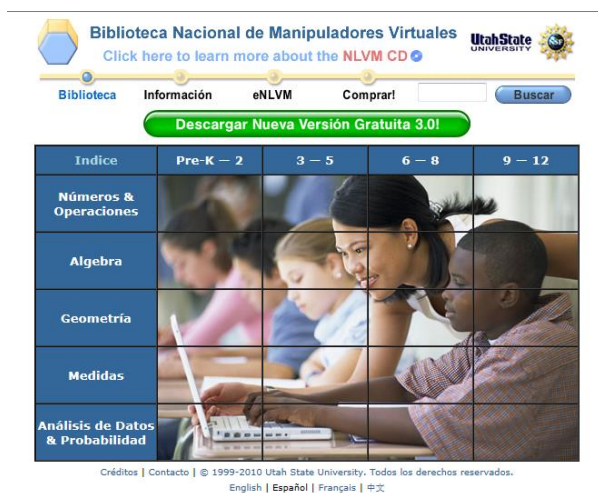 Biblioteca Nacional de Manipuladores Virtuales
Click here to learn more about the NLVM CD
UtahState
UNIVERSITY
NSF
Biblioteca Información eNLVM Comprar! Buscar
Descargar Nueva Versión Gratuita 3.0!
Indice Pre-K — 2 3 — 5 6 — 8 9 — 12
Números &
Operaciones
Algebra
Geometría
Medidas
Análisis de Datos
& Probabilidad
Créditos | Contacto | © 1999-2010 Utah State University. Todos los derechos reservados.
English | Español | Français | 中文